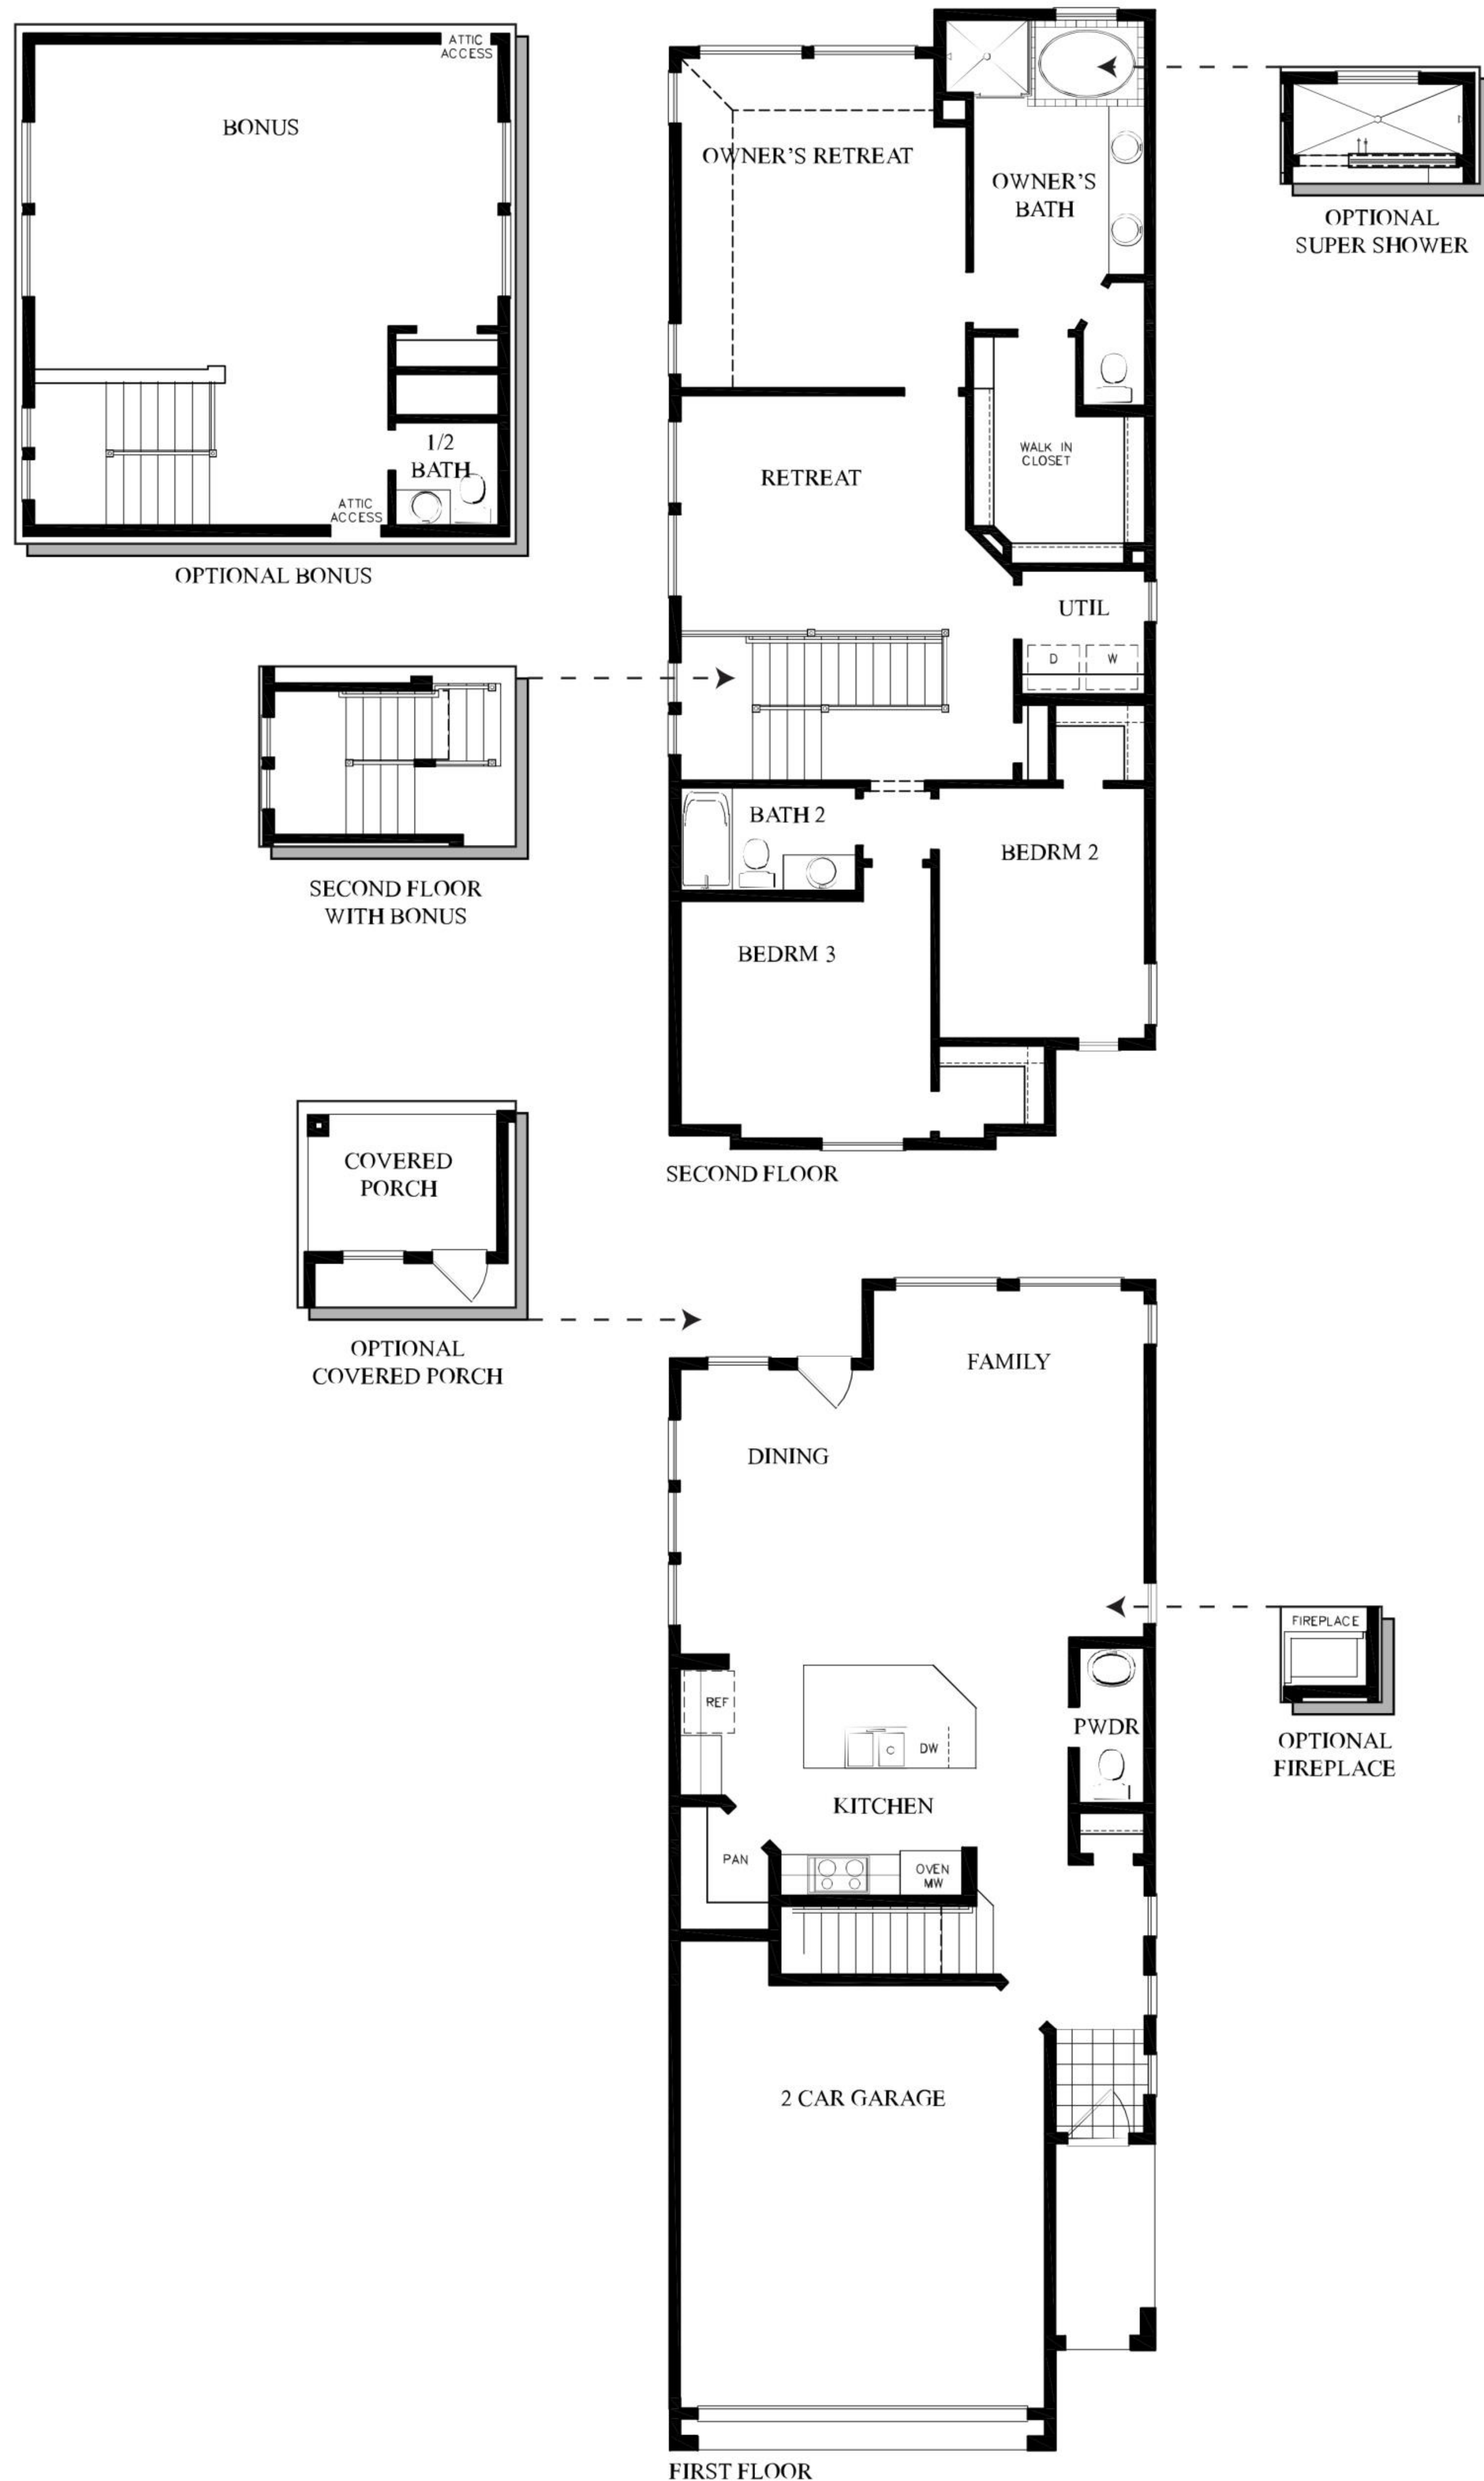 ATTIC
ACCESS
BONUS
1/2
BATH
ATTIC
ACCESS
OPTIONAL BONUS
OWNER'S RETREAT
OWNER'S
BATH
OPTIONAL
SUPER SHOWER
WALK IN
CLOSET
RETREAT
UTIL
D
W
SECOND FLOOR
WITH BONUS
BATH 2
BEDRM 2
BEDRM 3
SECOND FLOOR
COVERED
PORCH
OPTIONAL
COVERED PORCH
FAMILY
DINING
FIREPLACE
OPTIONAL
FIREPLACE
REF
DW
PWDR
KITCHEN
PAN
OVEN
MW
2 CAR GARAGE
FIRST FLOOR